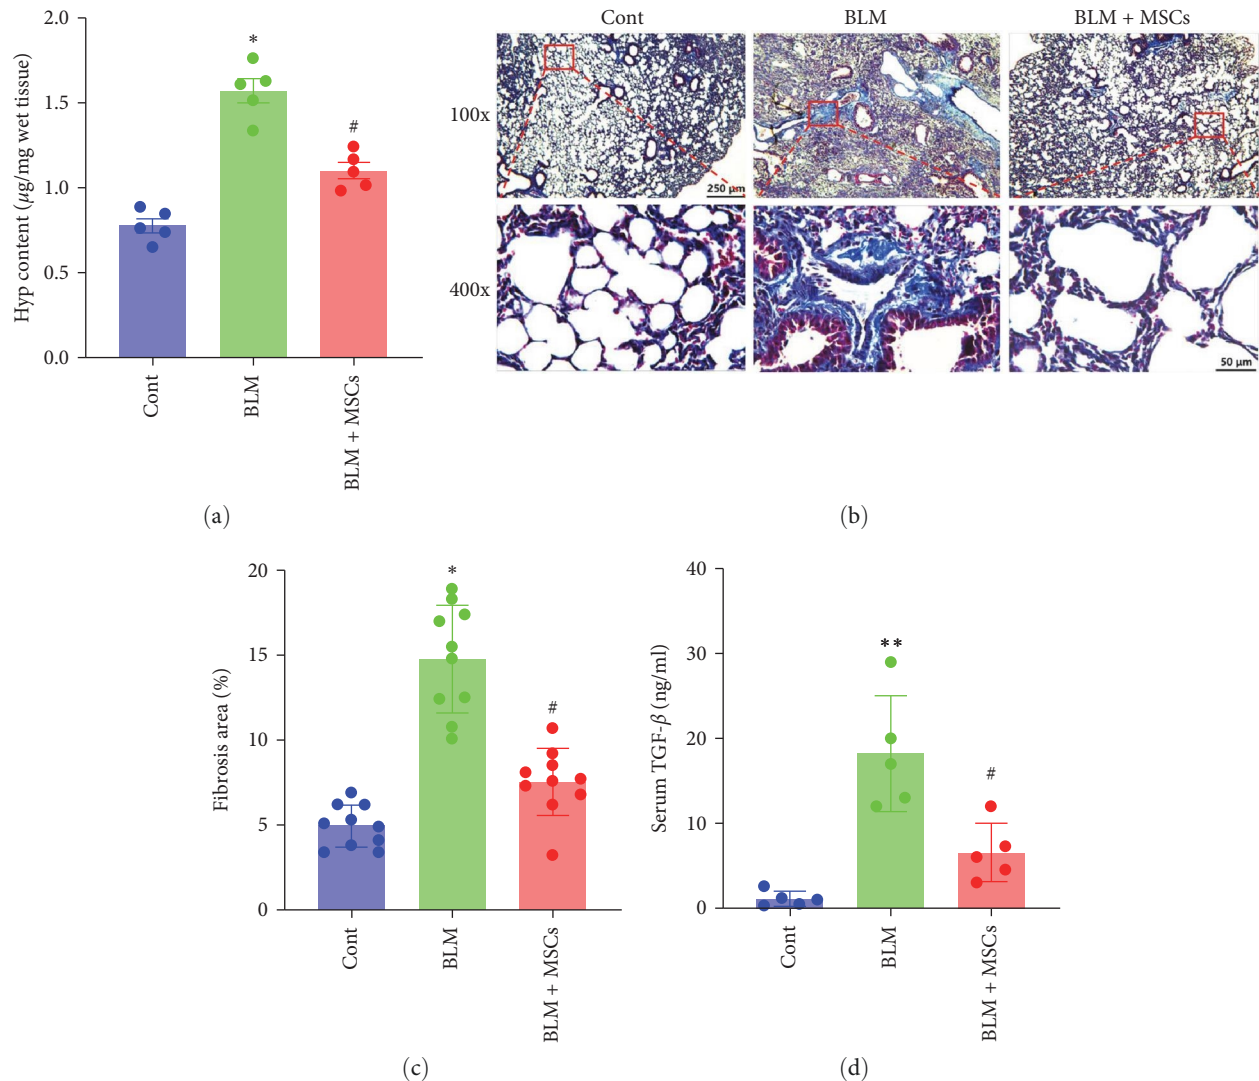 Hyp content (μg/mg wet tissue)
2.0
1.5
1.0
0.5
0.0
*
#
Cont
BLM
BLM + MSCs
(a)
Cont
BLM
BLM + MSCs
100x
250 μm
400x
50 μm
(b)
Fibrosis area (%)
20
15
10
5
0
*
#
Cont
BLM
BLM + MSCs
(c)
Serum TGF-β (ng/ml)
40
30
20
10
0
**
#
Cont
BLM
BLM + MSCs
(d)